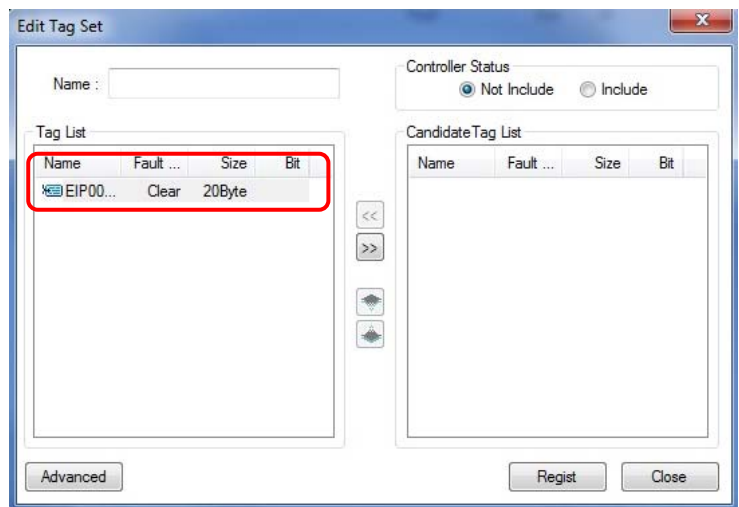 Edit Tag Set
Name :
Controller Status
Not Include Include
Tag List
Name Fault ... Size Bit
EIP00... Clear 20Byte
Candidate Tag List
Name Fault ... Size Bit
<<
>>
Advanced
Regist Close